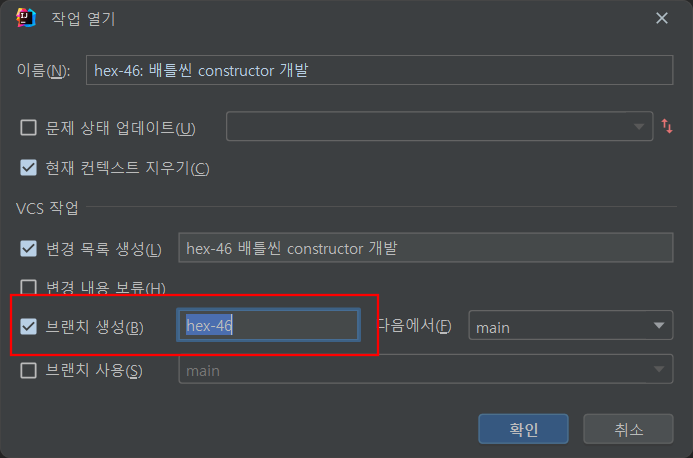 작업 열기
이름(N): hex-46: 배틀씬 constructor 개발
문제 상태 업데이트(U)
현재 컨텍스트 지우기(C)
VCS 작업
변경 목록 생성(L) hex-46 배틀씬 constructor 개발
변경 내용 보류(H)
브랜치 생성(B) hex-46 다음에서(F) main
브랜치 사용(S) main
확인 취소